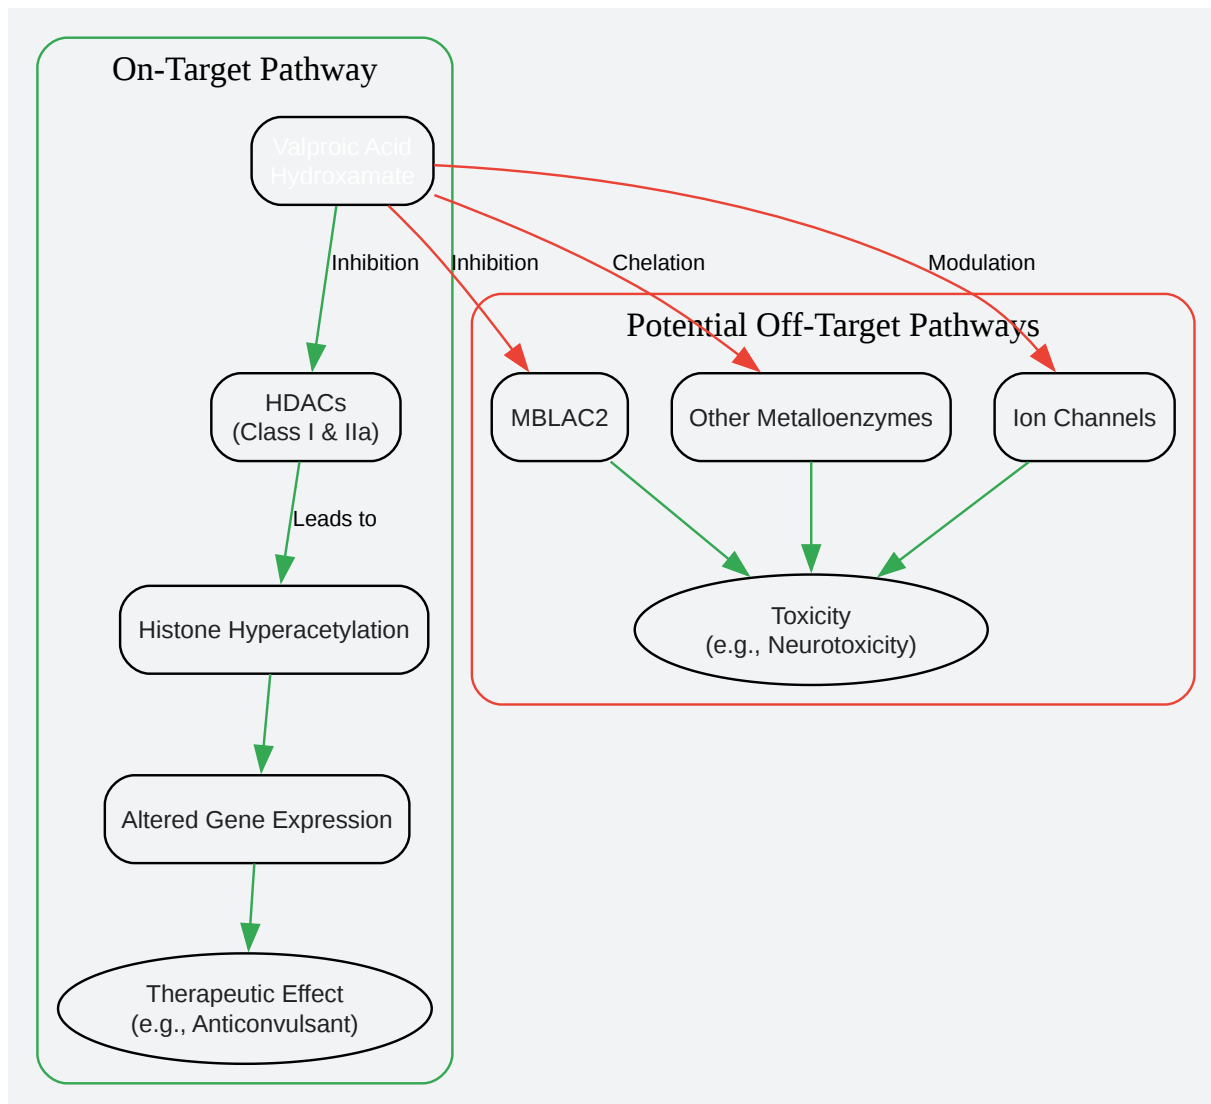 On-Target Pathway
Valproic Acid
Hydroxamate
Inhibition
Inhibition
Chelation
Modulation
Potential Off-Target Pathways
HDACs
(Class I & IIa)
MBLAC2
Other Metalloenzymes
Ion Channels
Leads to
Histone Hyperacetylation
Toxicity
(e.g., Neurotoxicity)
Altered Gene Expression
Therapeutic Effect
(e.g., Anticonvulsant)